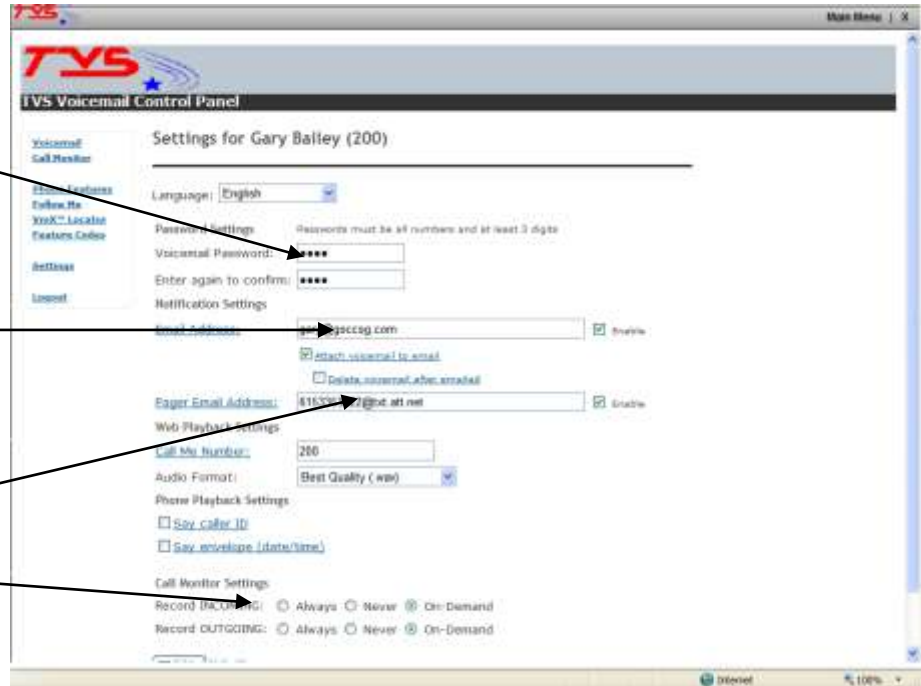 TVS
Main Menu | X
TVS
TVS Voicemail Control Panel
Voicemail
Call Monitor
Phone Features
Follow Me
VmX™ Locator
Feature Codes
Settings
Logout
Settings for Gary Bailey (200)
Language: English
Password Settings Passwords must be all numbers and at least 3 digits
Voicemail Password: ••••
Enter again to confirm: ••••
Notification Settings
Email Address: Enable
Attach voicemail to email
Delete voicemail after emailed
Pager Email Address: Enable
Web Playback Settings
Call Me Number: 200
Audio Format: Best Quality (.wav)
Phone Playback Settings
Say caller ID
Say envelope (date/time)
Call Monitor Settings
Record INCOMING: Always Never On-Demand
Record OUTGOING: Always Never On-Demand
Internet 100%